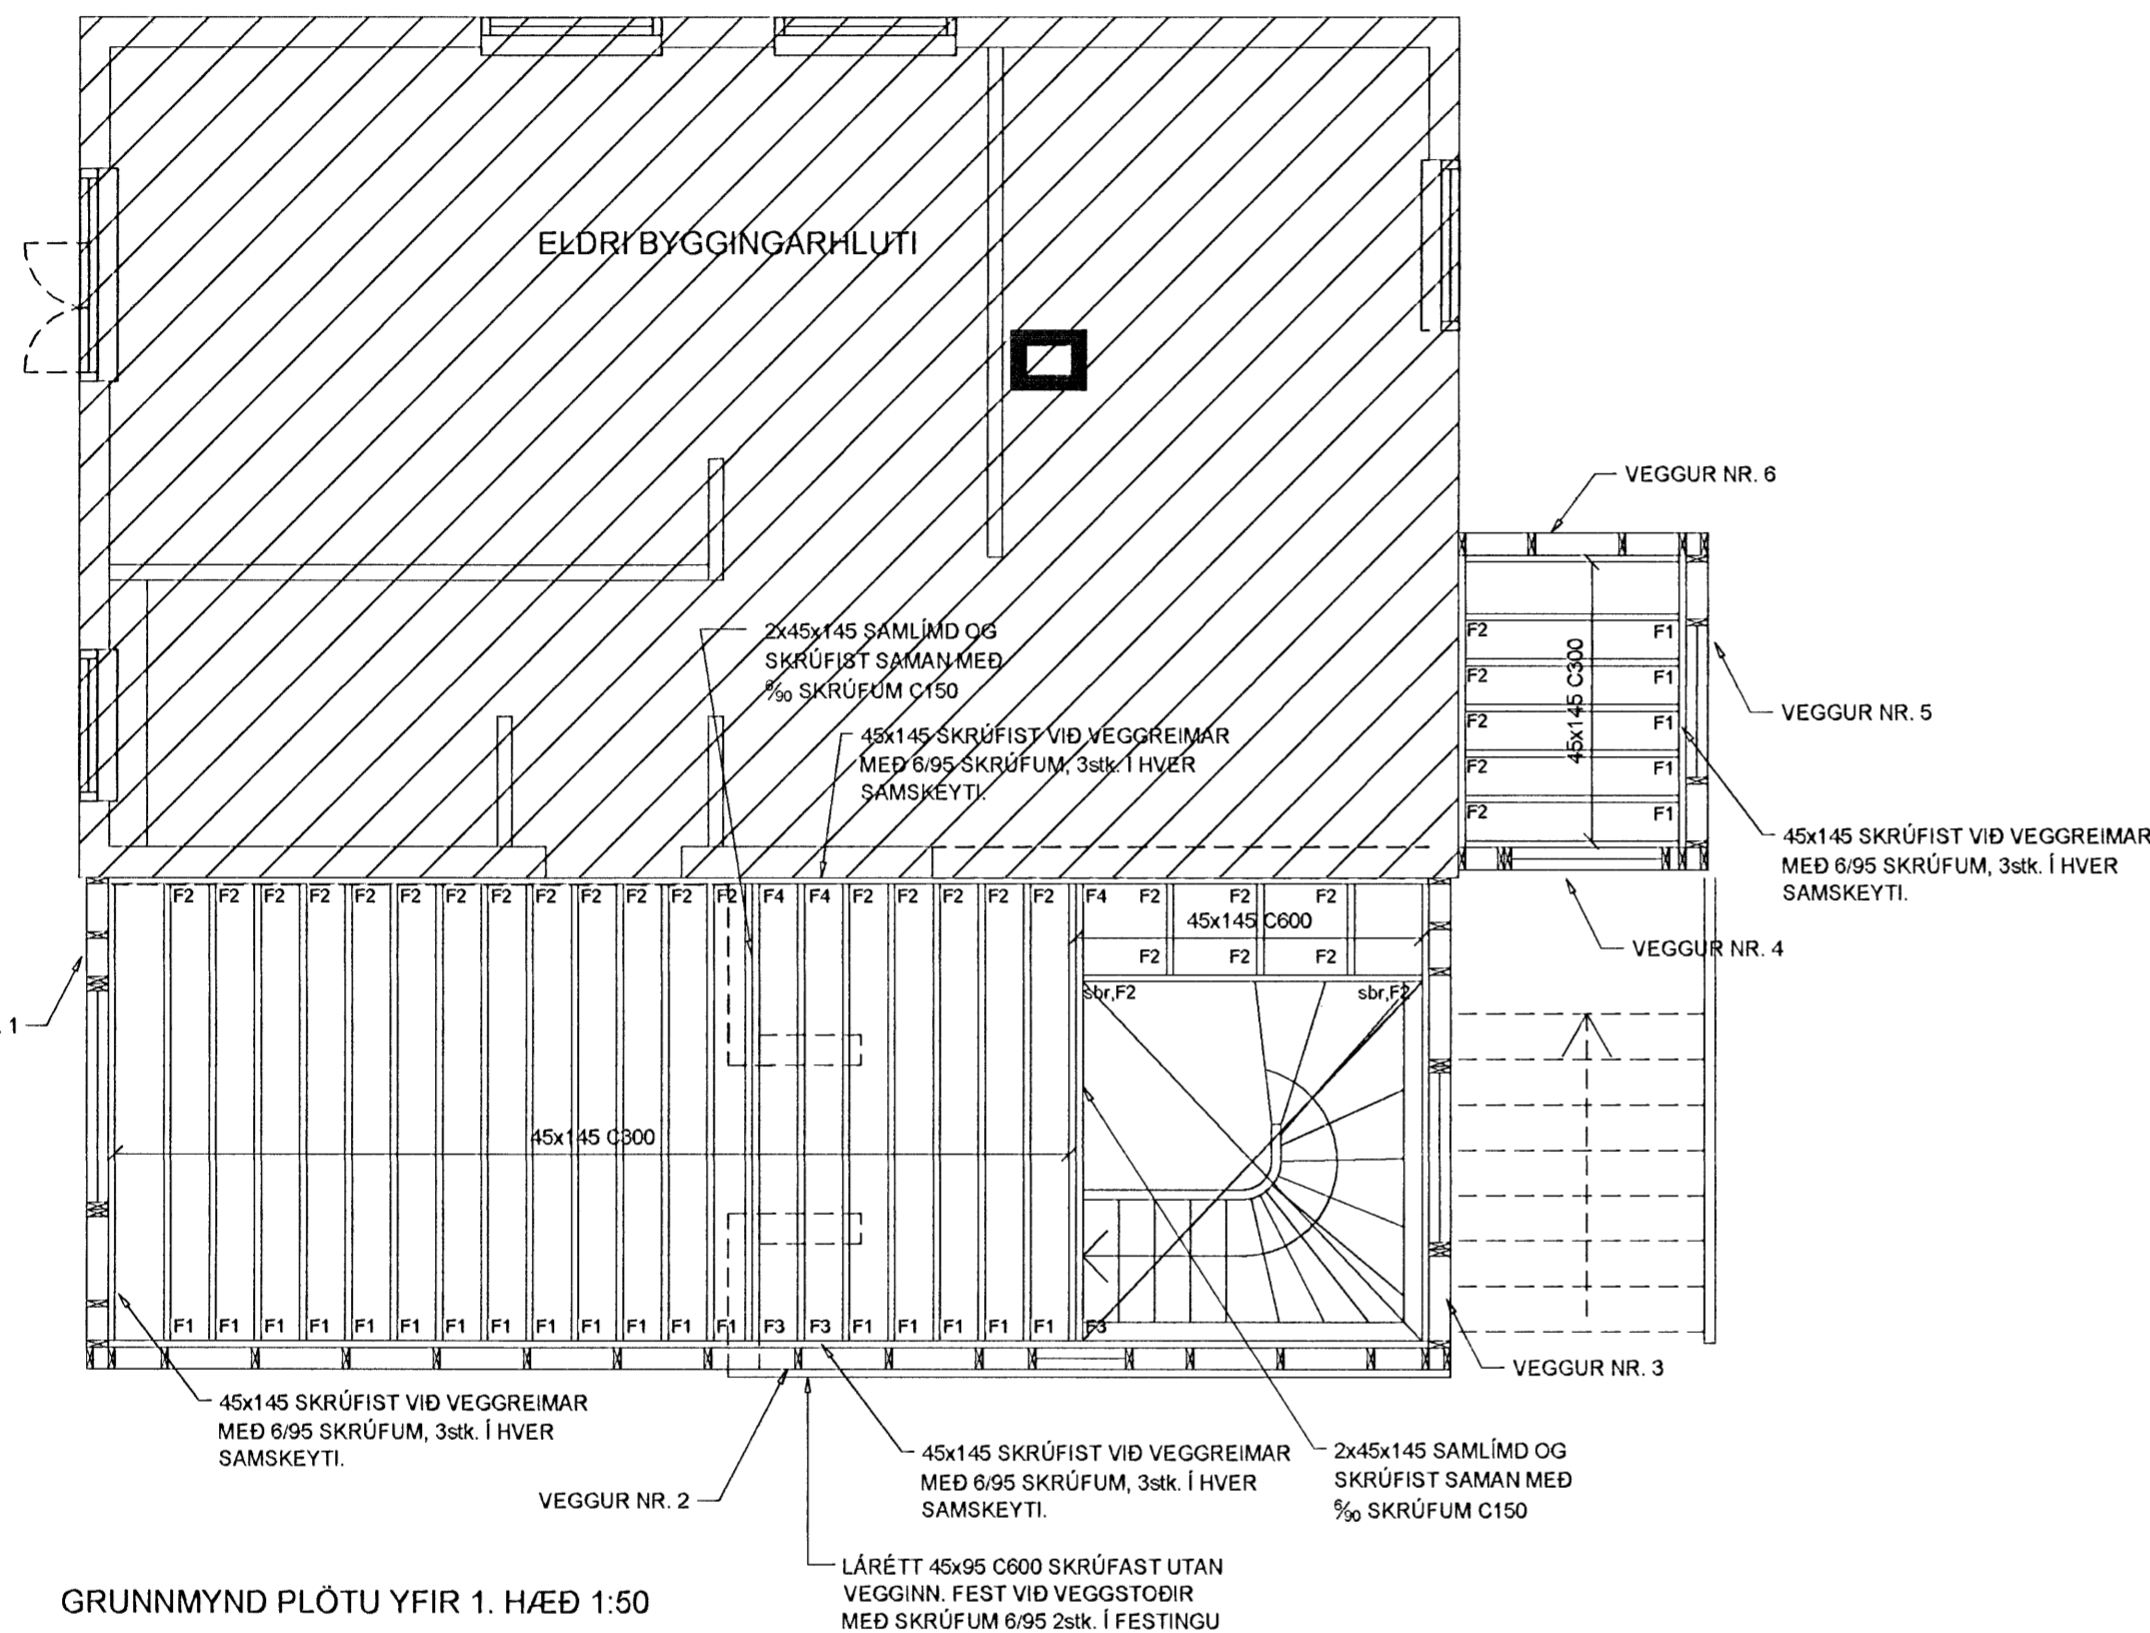 ELDRI BYGGINGARHLUTI
VEGGUR NR. 6
2x45x145 SAMLÍMD OG
SKRÚFIST SAMAN MEÐ
6/90 SKRÚFUM C150
45x145 SKRÚFIST VIÐ VEGGREIMAR
MEÐ 6/95 SKRÚFUM, 3stk. Í HVER
SAMSKEYTI.
F2 F1
F2 F1
F2 F1
F2 F1
F2 F1
45x145 C300
VEGGUR NR. 5
45x145 SKRÚFIST VIÐ VEGGREIMAR
MEÐ 6/95 SKRÚFUM, 3stk. Í HVER
SAMSKEYTI.
VEGGUR NR. 4
F2 F2 F2 F2 F2 F2 F2 F2 F2 F2 F2 F2 F2 F4 F4 F2 F2 F2 F2 F2 F4 F2 F2 F2
45x145 C600
F2 F2 F2
sbr,F2 sbr,F2
1
45x145 C300
F1 F1 F1 F1 F1 F1 F1 F1 F1 F1 F1 F1 F1 F3 F3 F1 F1 F1 F1 F1 F3
VEGGUR NR. 3
45x145 SKRÚFIST VIÐ VEGGREIMAR
MEÐ 6/95 SKRÚFUM, 3stk. Í HVER
SAMSKEYTI.
VEGGUR NR. 2
45x145 SKRÚFIST VIÐ VEGGREIMAR
MEÐ 6/95 SKRÚFUM, 3stk. Í HVER
SAMSKEYTI.
2x45x145 SAMLÍMD OG
SKRÚFIST SAMAN MEÐ
6/90 SKRÚFUM C150
LÁRÉTT 45x95 C600 SKRÚFAST UTAN
VEGGINN. FEST VIÐ VEGGSTOÐIR
MEÐ SKRÚFUM 6/95 2stk. Í FESTINGU
GRUNNMYND PLÖTU YFIR 1. HÆÐ 1:50